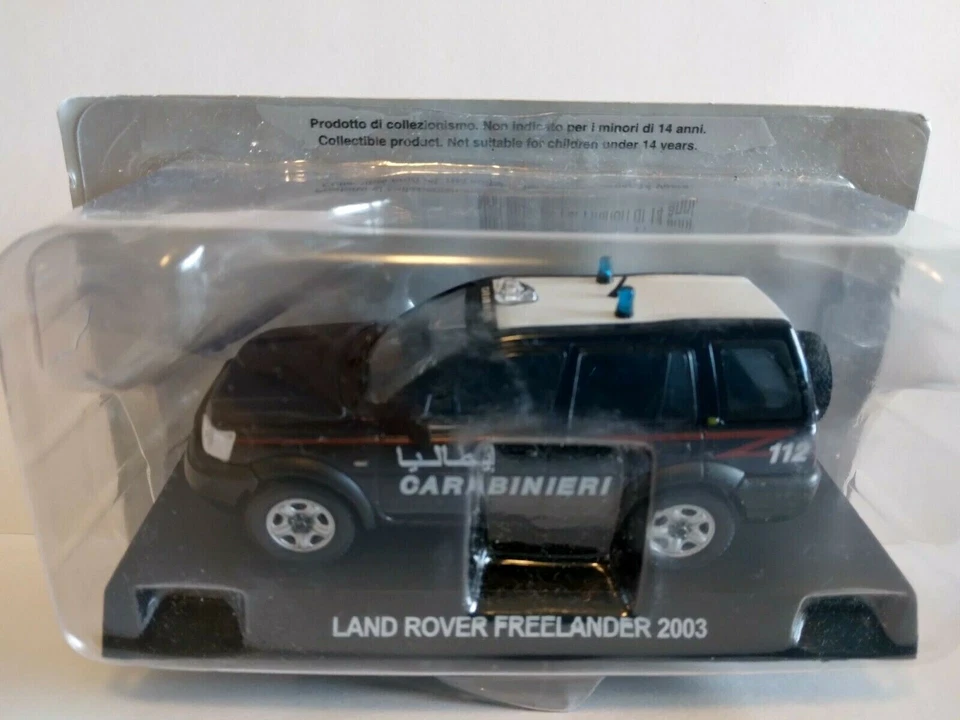 Prodotto di collezionismo. Non indicato per i minori di 14 anni.
Collectible product. Not suitable for children under 14 years.
إيطاليا
CARABINIERI
112
LAND ROVER FREELANDER 2003